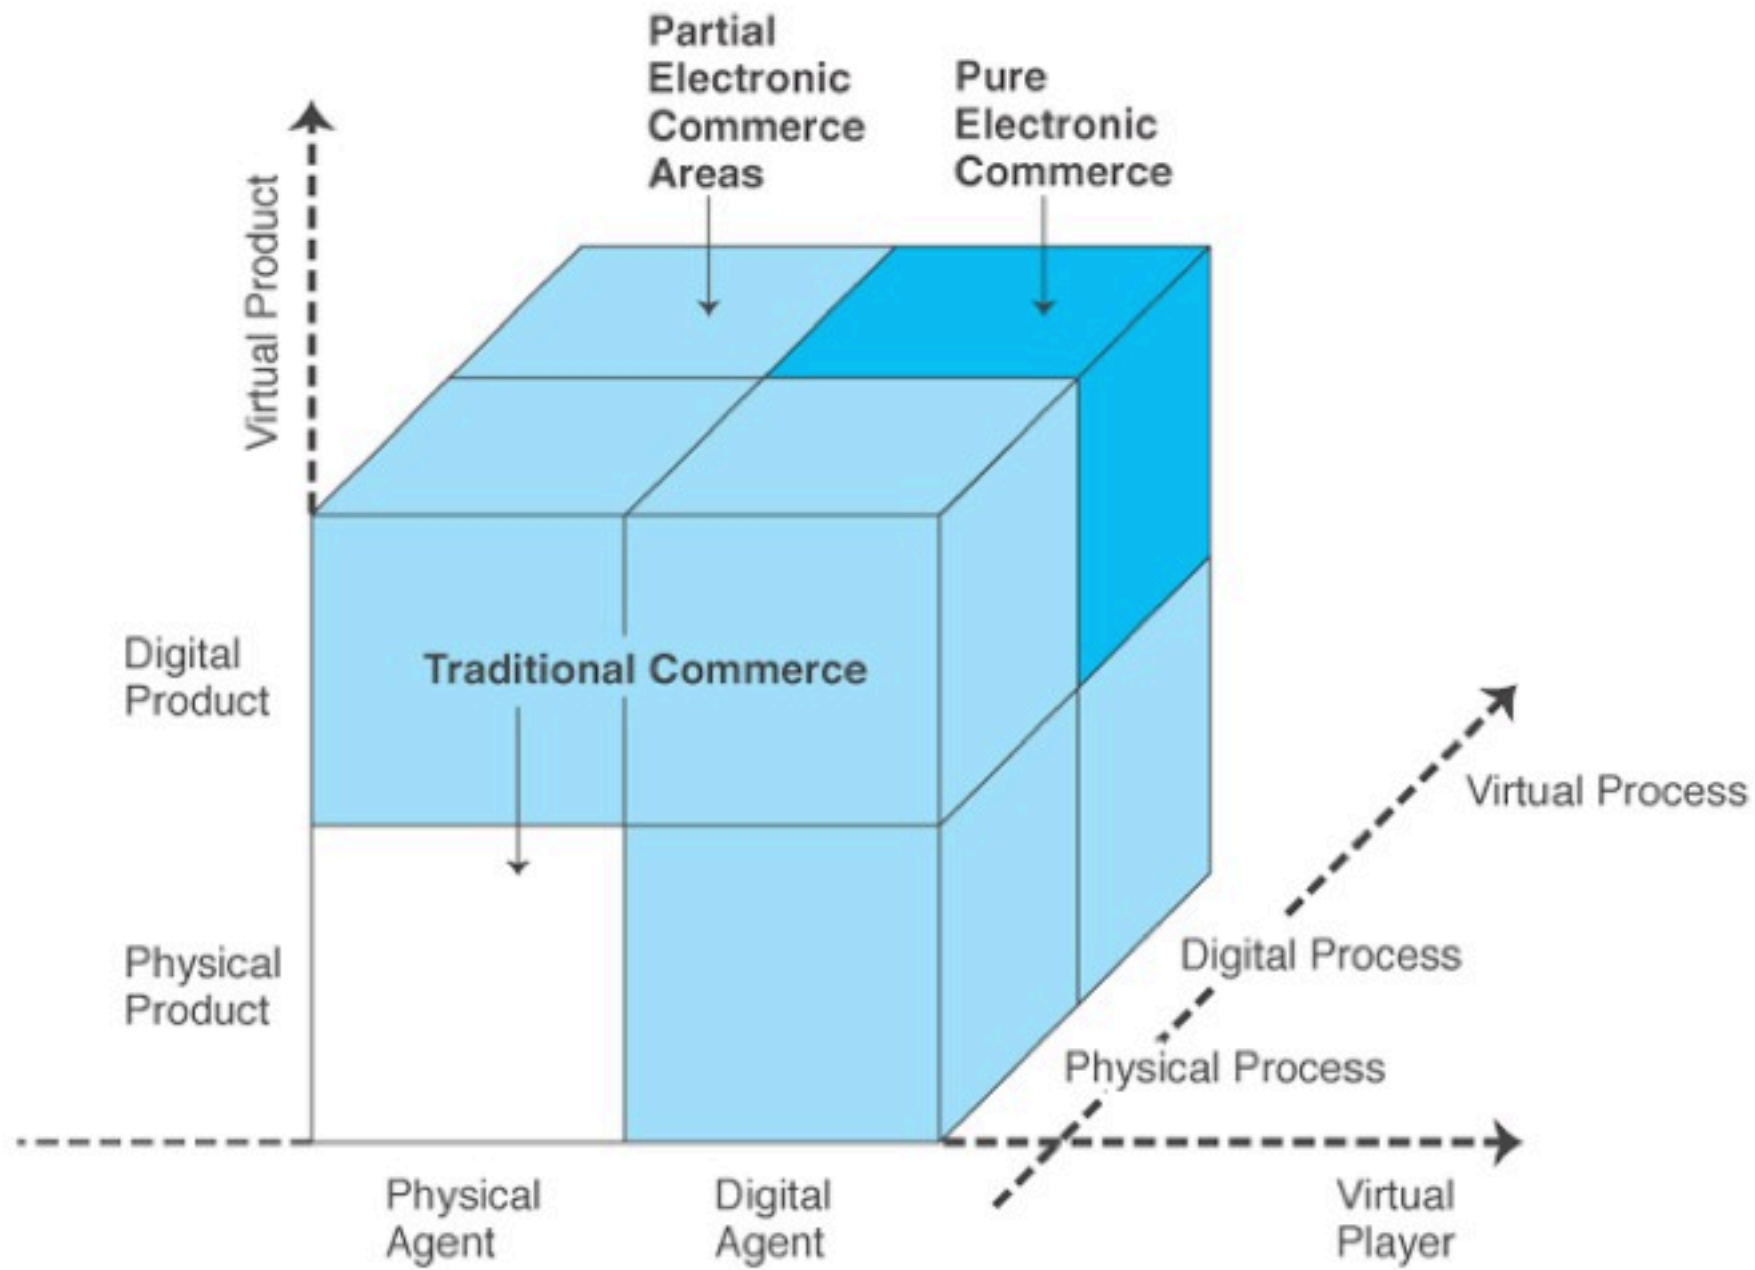 Partial
Electronic
Commerce
Areas
Pure
Electronic
Commerce
Virtual Product
Digital
Product
Traditional Commerce
Virtual Process
Physical
Product
Digital Process
Physical Process
Physical
Agent
Digital
Agent
Virtual
Player